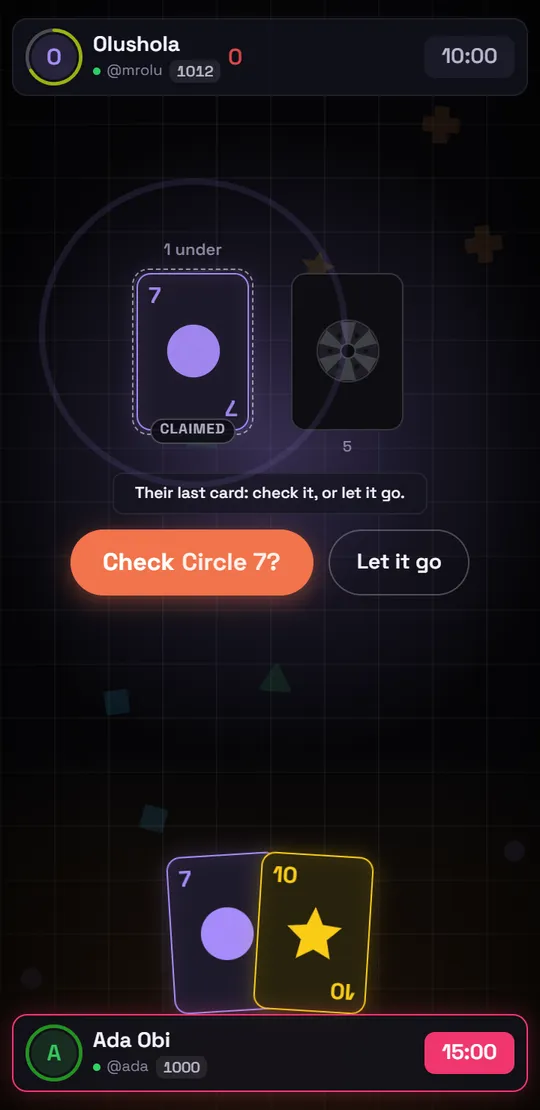 O
Olushola
@mrolu 1012
0
10:00
1 under
7
7
CLAIMED
5
Their last card: check it, or let it go.
Check Circle 7?
Let it go
7
10
10
A
Ada Obi
@ada 1000
15:00